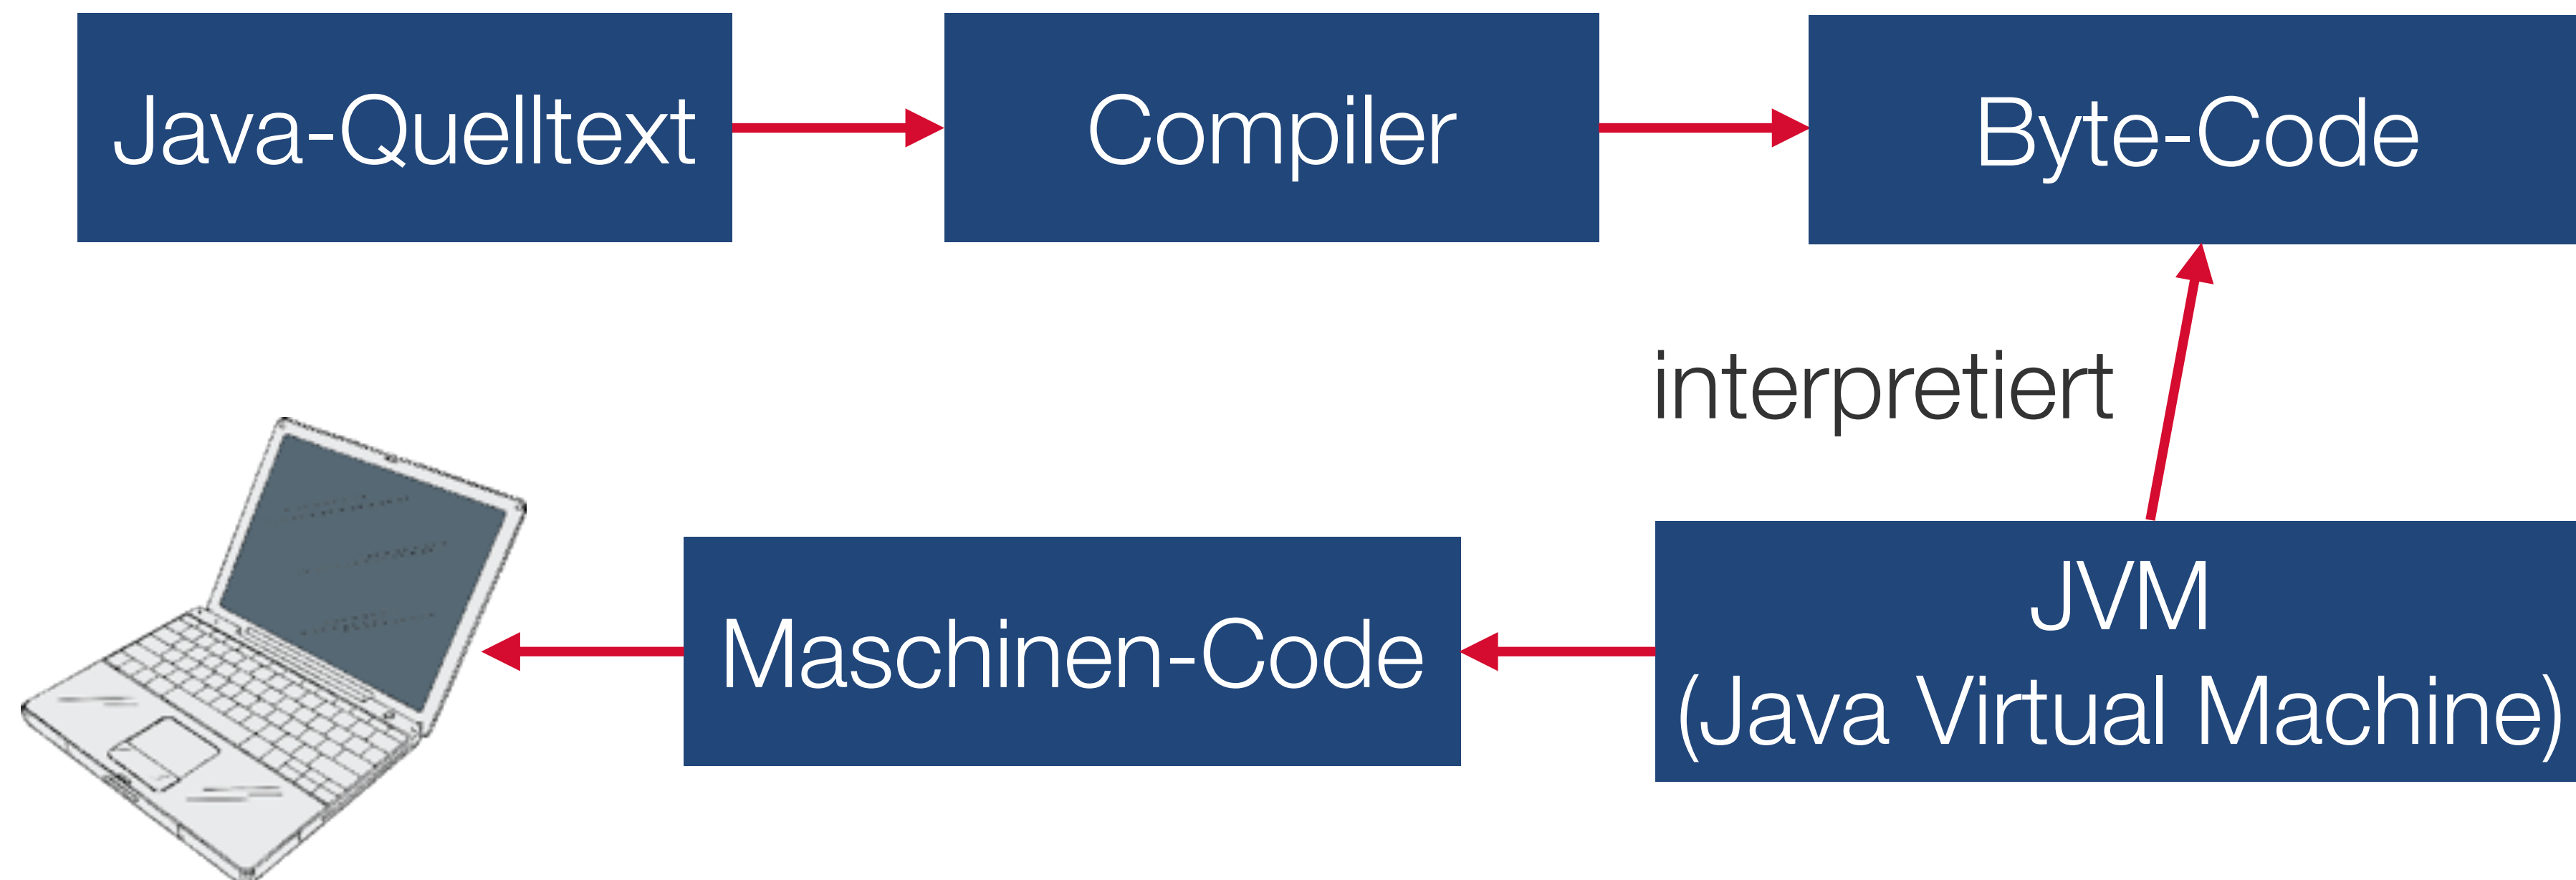 Java-Quelltext
Compiler
Byte-Code
interpretiert
Maschinen-Code
JVM
(Java Virtual Machine)